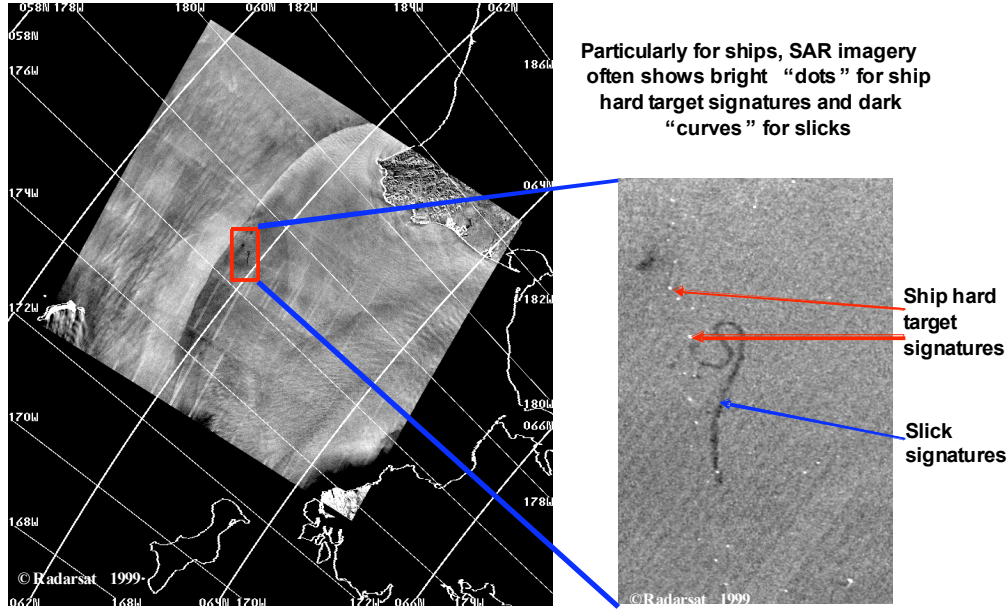 058N 178W
180W
060N
182W
184W
062N
058N
176W
186W
174W
064N
172W
182W
170W
180W
066N
178W
168W
© Radarsat 1999
062N
168W
064N
170W
172W
066N
Particularly for ships, SAR imagery
often shows bright “dots” for ship
hard target signatures and dark
“curves” for slicks
Ship hard
target
signatures
Slick
signatures
©Radarsat 1999